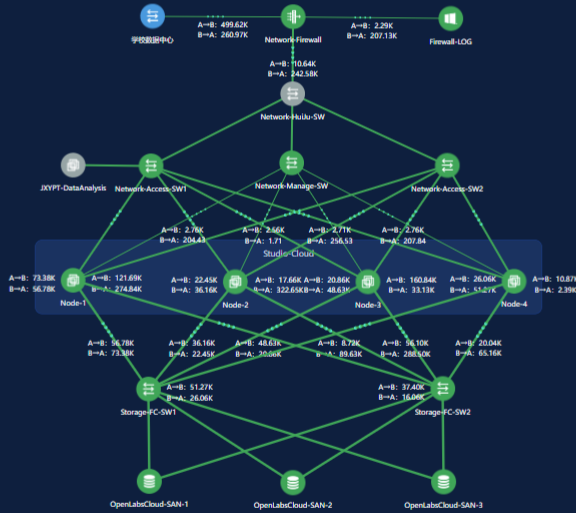 A→B: 499.62K
B→A: 260.97K
A→B: 2.29K
B→A: 207.13K
学校数据中心
Network-Firewall
Firewall-LOG
A→B: 10.64K
B→A: 242.58K
Network-HuiJu-SW
JXYPT-DataAnalysis
Network-Access-SW1
Network-Manage-SW
Network-Access-SW2
A→B: 2.76K
B→A: 204.43
A→B: 2.56K
B→A: 1.71
A→B: 2.71K
B→A: 256.53
A→B: 2.76K
B→A: 207.84
Studio-Cloud
A→B: 73.38K
B→A: 56.78K
A→B: 121.69K
B→A: 274.84K
A→B: 22.45K
B→A: 36.16K
A→B: 17.66K
B→A: 322.65K
A→B: 20.86K
B→A: 48.63K
A→B: 160.84K
B→A: 33.13K
A→B: 26.06K
B→A: 51.27K
A→B: 10.87K
B→A: 2.39K
Node-1
Node-2
Node-3
Node-4
A→B: 56.78K
B→A: 73.38K
A→B: 36.16K
B→A: 22.45K
A→B: 48.63K
B→A: 20.86K
A→B: 8.72K
B→A: 89.63K
A→B: 56.10K
B→A: 288.50K
A→B: 20.04K
B→A: 65.16K
A→B: 51.27K
B→A: 26.06K
A→B: 37.40K
B→A: 16.06K
Storage-FC-SW1
Storage-FC-SW2
OpenLabsCloud-SAN-1
OpenLabsCloud-SAN-2
OpenLabsCloud-SAN-3